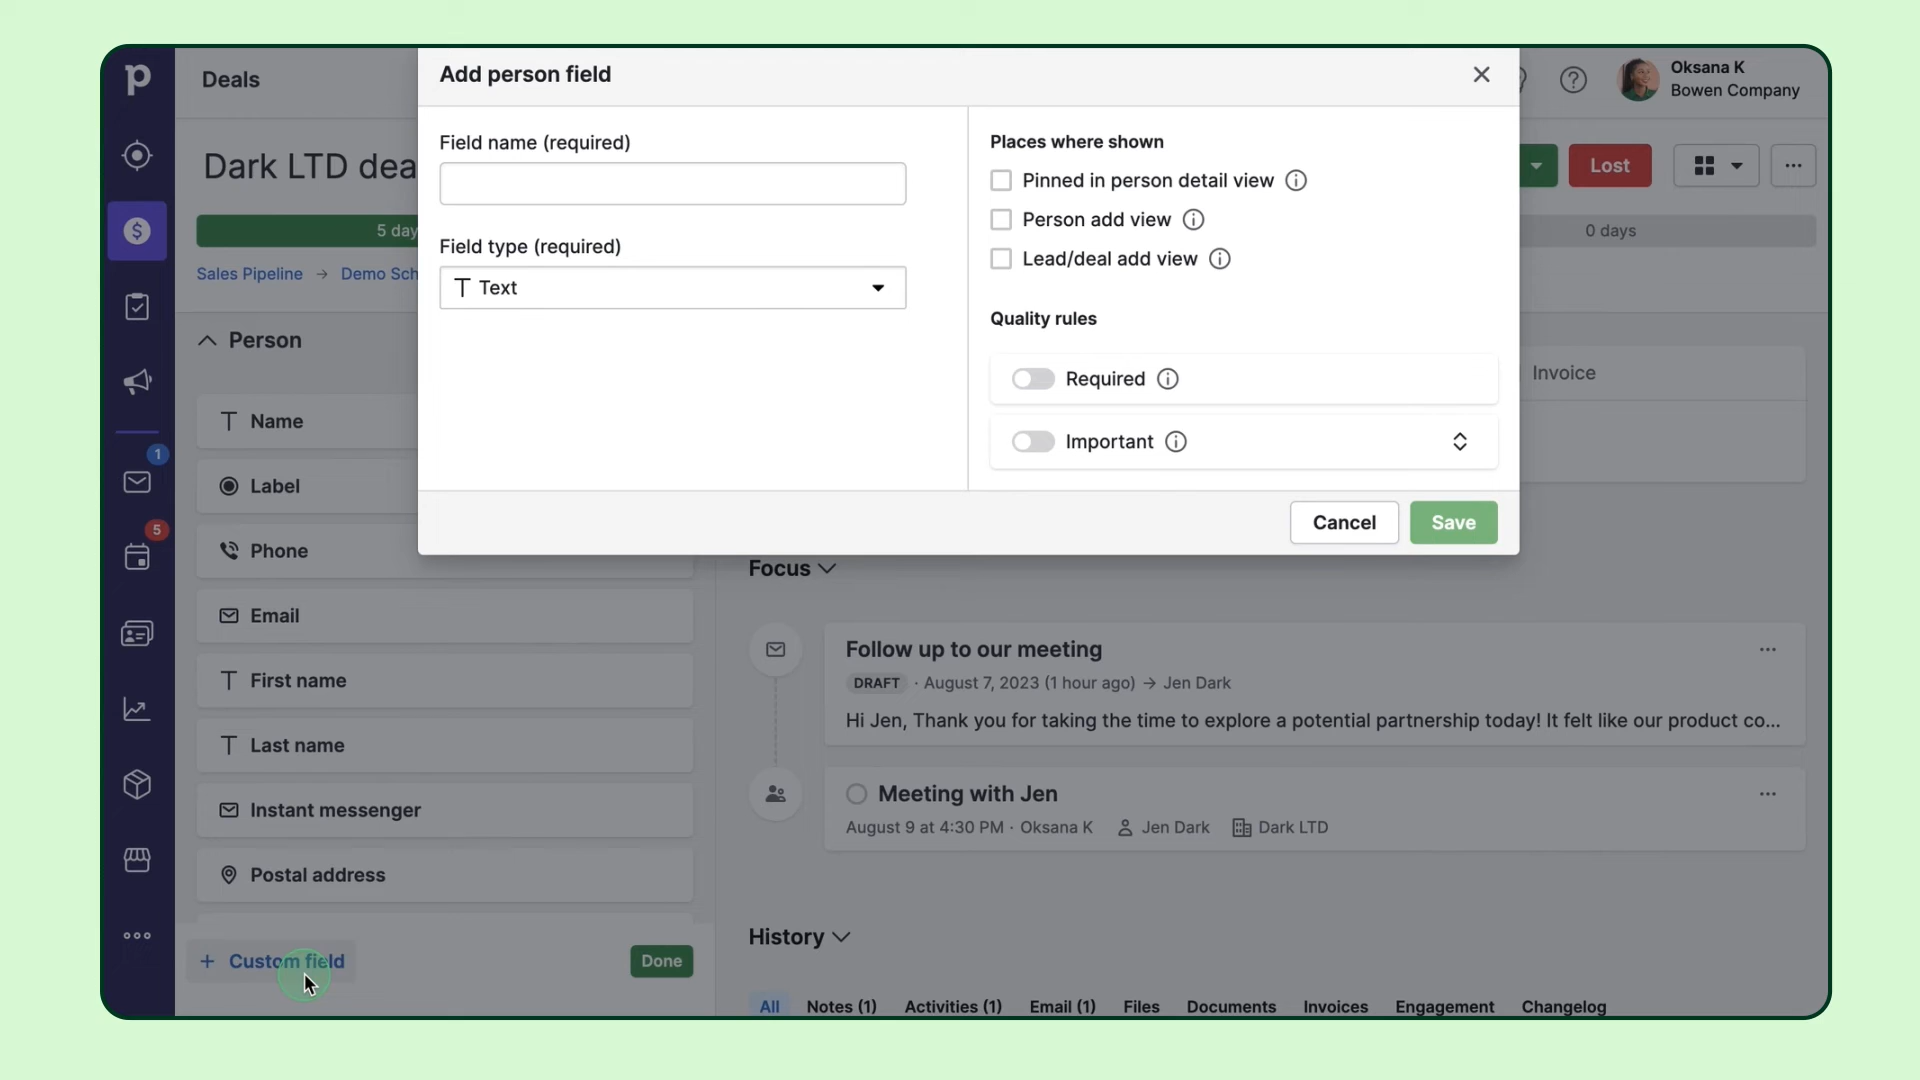 Deals
Add person field
Oksana K
Bowen Company
Dark LTD dea
Lost
5 day
0 days
Sales Pipeline → Demo Sch
Field name (required)
Field type (required)
Text
Places where shown
Pinned in person detail view
Person add view
Lead/deal add view
Quality rules
Required
Important
Cancel
Save
Invoice
Person
Name
Label
Phone
Email
First name
Last name
Instant messenger
Postal address
+ Custom field
Done
1
5
Focus
Follow up to our meeting
DRAFT · August 7, 2023 (1 hour ago) → Jen Dark
Hi Jen, Thank you for taking the time to explore a potential partnership today! It felt like our product co...
Meeting with Jen
August 9 at 4:30 PM · Oksana K Jen Dark Dark LTD
History
All Notes (1) Activities (1) Email (1) Files Documents Invoices Engagement Changelog